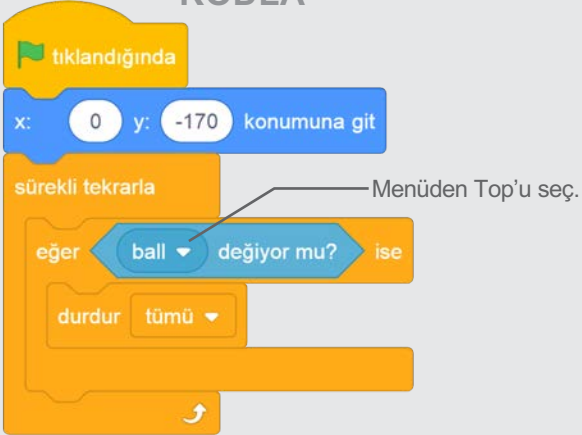 KODLA
tıklandığında
x: 0 y: -170 konumuna git
sürekli tekrarla
Menüden Top’u seç.
eğer ball değiyor mu? ise
durdur tümü